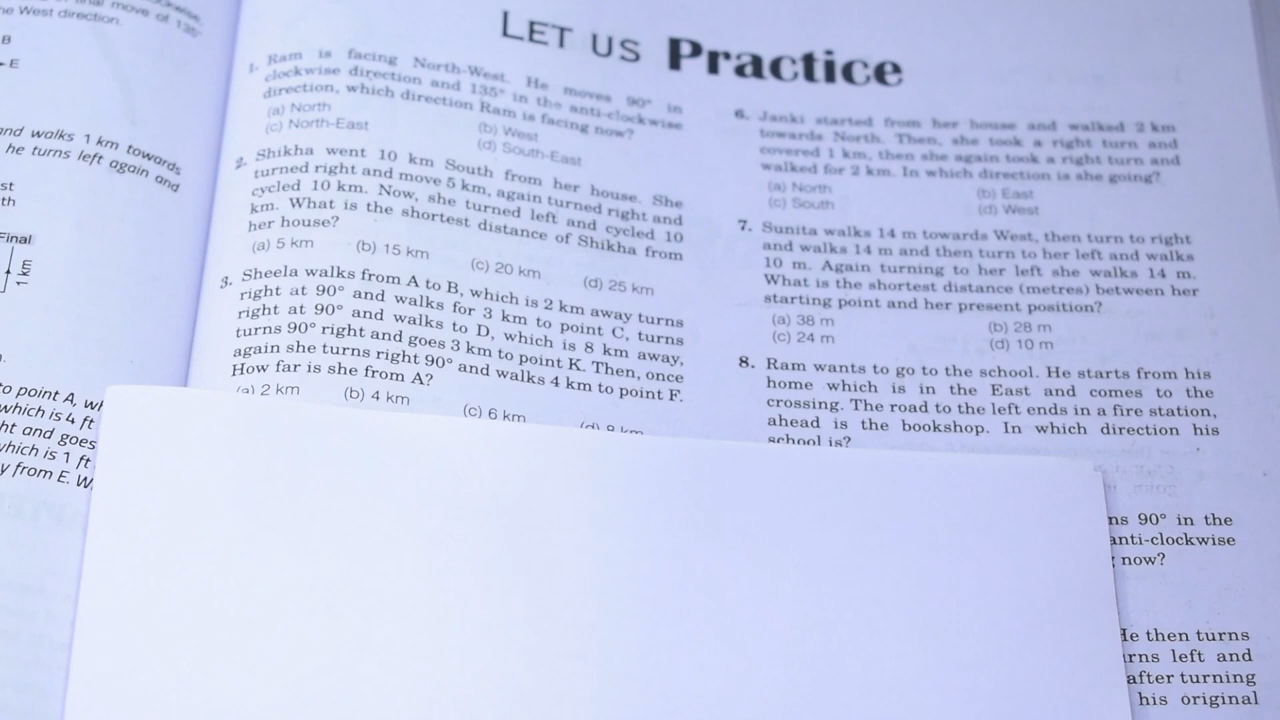 move of 135°
he West direction.
B
E
and walks 1 km towards
he turns left again and
st
th
Final
1 km
to point A, wh
which is 4 ft
ht and goes
which is 1 ft
y from E. W
LET US Practice
1. Ram is facing North-West. He moves 90° in
clockwise direction and 135° in the anti-clockwise
direction, which direction Ram is facing now?
(a) North
(b) West
(c) North-East
(d) South-East
2. Shikha went 10 km South from her house. She
turned right and move 5 km, again turned right and
cycled 10 km. Now, she turned left and cycled 10
km. What is the shortest distance of Shikha from
her house?
(a) 5 km
(b) 15 km
(c) 20 km
(d) 25 km
3. Sheela walks from A to B, which is 2 km away turns
right at 90° and walks for 3 km to point C, turns
right at 90° and walks to D, which is 8 km away,
turns 90° right and goes 3 km to point K. Then, once
again she turns right 90° and walks 4 km to point F.
How far is she from A?
(a) 2 km
(b) 4 km
(c) 6 km
(d) 8 km
6. Janki started from her house and walked 2 km
towards North. Then, she took a right turn and
covered 1 km, then she again took a right turn and
walked for 2 km. In which direction is she going?
(a) North
(b) East
(c) South
(d) West
7. Sunita walks 14 m towards West, then turn to right
and walks 14 m and then turn to her left and walks
10 m. Again turning to her left she walks 14 m.
What is the shortest distance (metres) between her
starting point and her present position?
(a) 38 m
(b) 28 m
(c) 24 m
(d) 10 m
8. Ram wants to go to the school. He starts from his
home which is in the East and comes to the
crossing. The road to the left ends in a fire station,
ahead is the bookshop. In which direction his
school is?
ns 90° in the
anti-clockwise
now?
He then turns
rns left and
after turning
his original